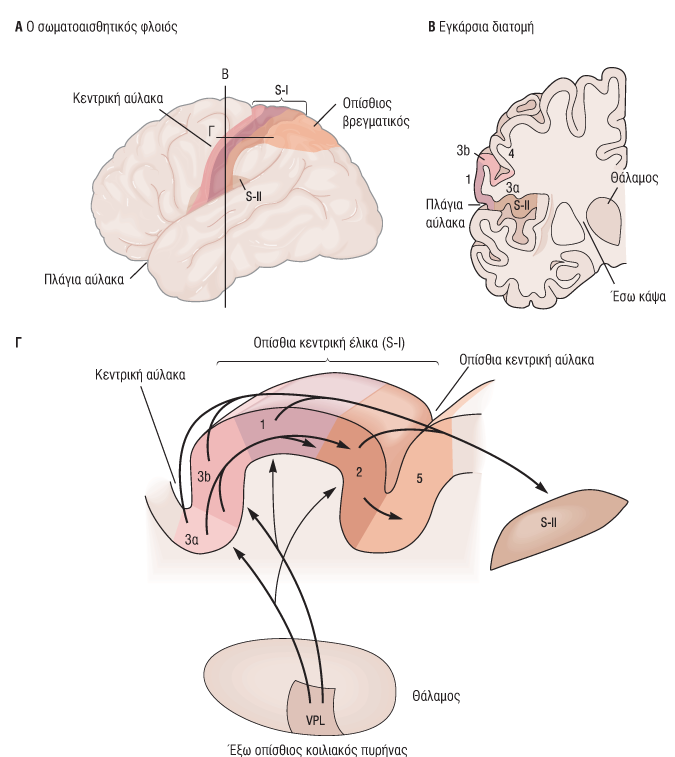 Α Ο σωματοαισθητικός φλοιός
Β Εγκάρσια διατομή
Β
S-I
Κεντρική αύλακα
Οπίσθιος
βρεγματικός
Γ
S-II
Πλάγια αύλακα
3b
4
1
3a
Θάλαμος
Πλάγια
αύλακα
S-II
Έσω κάψα
Γ
Οπίσθια κεντρική έλικα (S-I)
Κεντρική αύλακα
Οπίσθια κεντρική αύλακα
1
3b
2
5
3a
S-II
Θάλαμος
VPL
Έξω οπίσθιος κοιλιακός πυρήνας